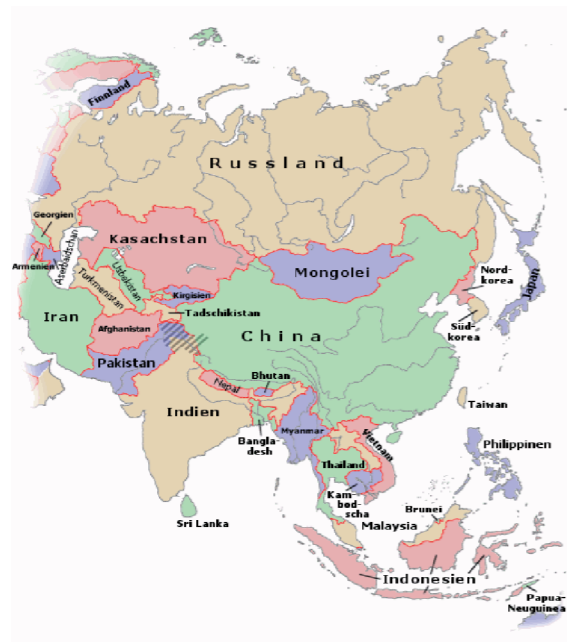 Finnland
Russland
Georgien
Kasachstan
Armenien
Aserbaidschan
Usbekistan
Turkmenistan
Mongolei
Nord-
korea
Japan
Kirgisien
Tadschikistan
Iran
Afghanistan
China
Süd-
korea
Pakistan
Bhutan
Nepal
Indien
Taiwan
Myanmar
Vietnam
Bangla-
desh
Philippinen
Thailand
Kam-
bod-
scha
Brunei
Sri Lanka
Malaysia
Indonesien
Papua-
Neuguinea